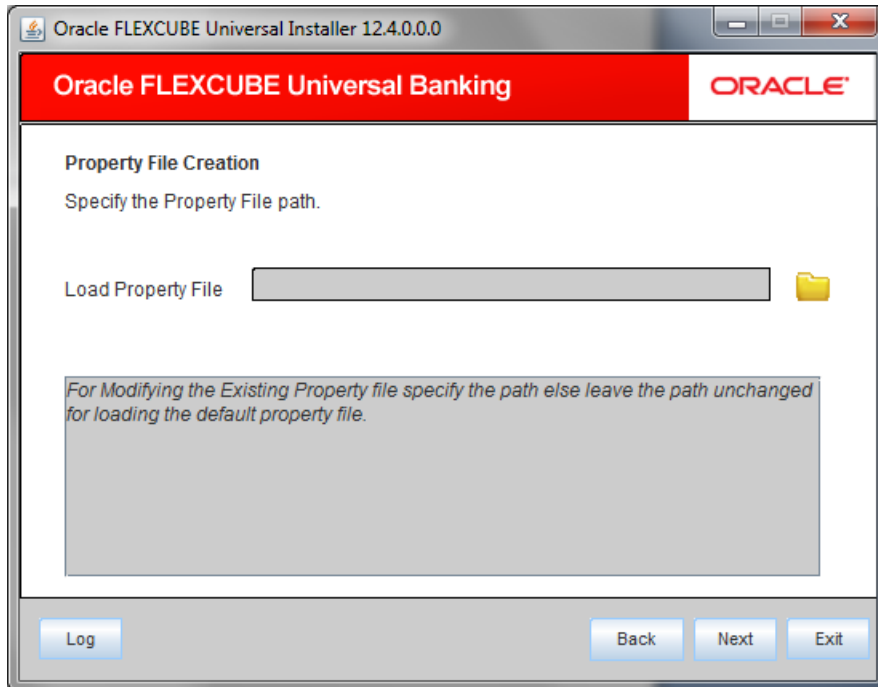 Oracle FLEXCUBE Universal Installer 12.4.0.0.0
Oracle FLEXCUBE Universal Banking
ORACLE'
Property File Creation
Specify the Property File path.
Load Property File
For Modifying the Existing Property file specify the path else leave the path unchanged
for loading the default property file.
Log
Back
Next
Exit